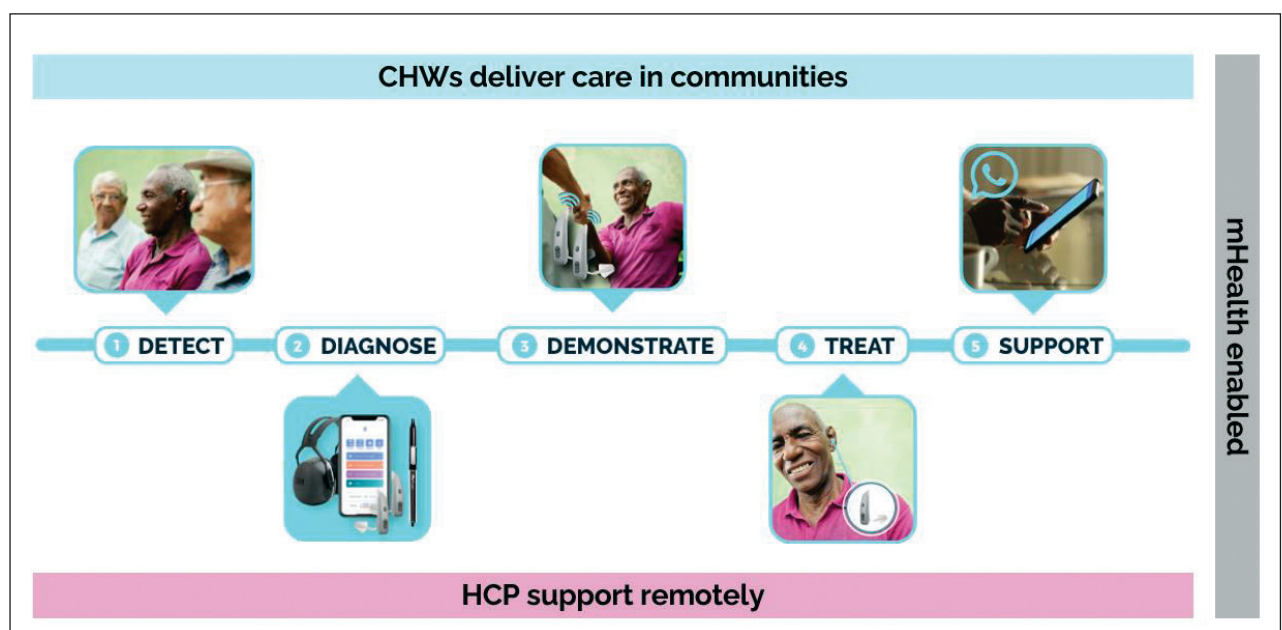 CHWs deliver care in communities
1 DETECT
2 DIAGNOSE
3 DEMONSTRATE
4 TREAT
5 SUPPORT
HCP support remotely
mHealth enabled